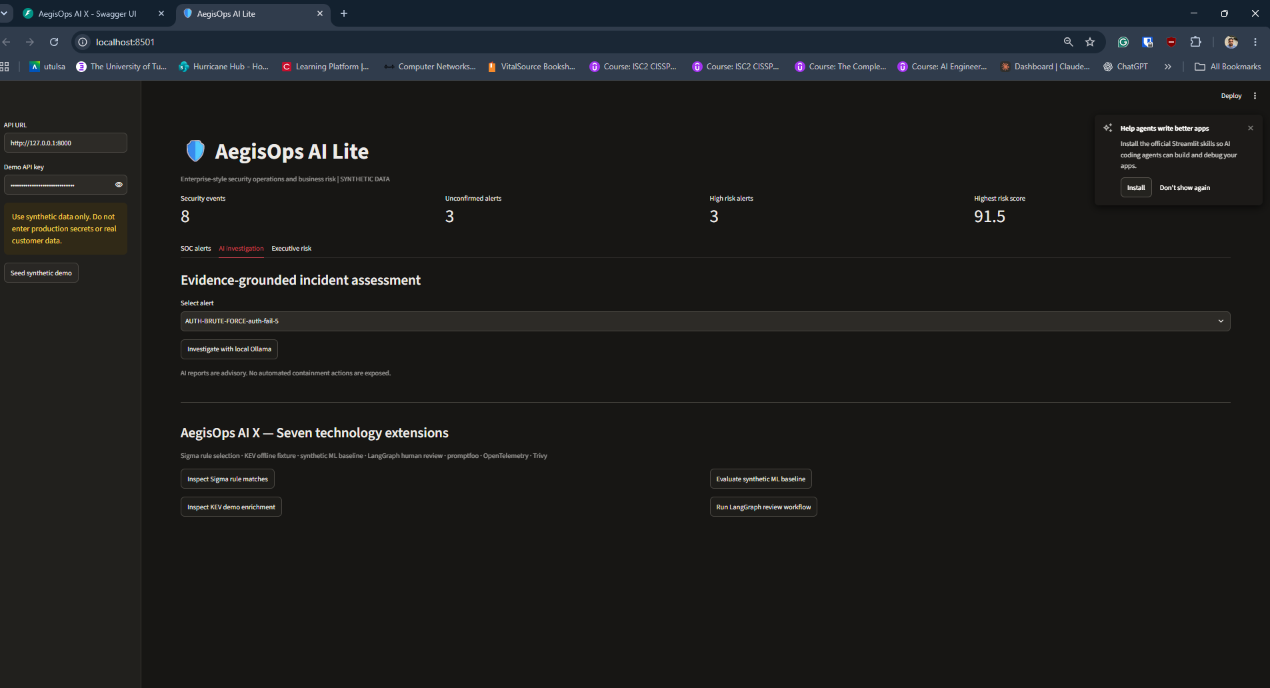 AegisOps AI X - Swagger UI
AegisOps AI Lite
localhost:8501
utulsa
The University of Tu...
Hurricane Hub - Ho...
Learning Platform |...
Computer Networks...
VitalSource Booksh...
Course: ISC2 CISSP...
Course: ISC2 CISSP...
Course: The Comple...
Course: AI Engineer...
Dashboard | Claude...
ChatGPT
All Bookmarks
Deploy
API URL
http://127.0.0.1:8000
Demo API key
Use synthetic data only. Do not
enter production secrets or real
customer data.
Seed synthetic demo
Help agents write better apps
Install the official Streamlit skills so AI
coding agents can build and debug your
apps.
Install
Don't show again
AegisOps AI Lite
Enterprise-style security operations and business risk | SYNTHETIC DATA
Security events
8
Unconfirmed alerts
3
High risk alerts
3
Highest risk score
91.5
SOC alerts
AI investigation
Executive risk
Evidence-grounded incident assessment
Select alert
AUTH-BRUTE-FORCE-auth-fail-5
Investigate with local Ollama
AI reports are advisory. No automated containment actions are exposed.
AegisOps AI X — Seven technology extensions
Sigma rule selection · KEV offline fixture · synthetic ML baseline · LangGraph human review · promptfoo · OpenTelemetry · Trivy
Inspect Sigma rule matches
Evaluate synthetic ML baseline
Inspect KEV demo enrichment
Run LangGraph review workflow